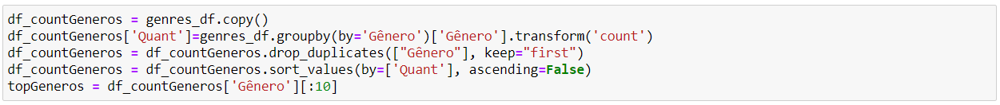 df_countGeneros = genres_df.copy()
df_countGeneros['Quant']=genres_df.groupby(by='Gênero')['Gênero'].transform('count')
df_countGeneros = df_countGeneros.drop_duplicates(["Gênero"], keep="first")
df_countGeneros = df_countGeneros.sort_values(by=['Quant'], ascending=False)
topGeneros = df_countGeneros['Gênero'][:10]